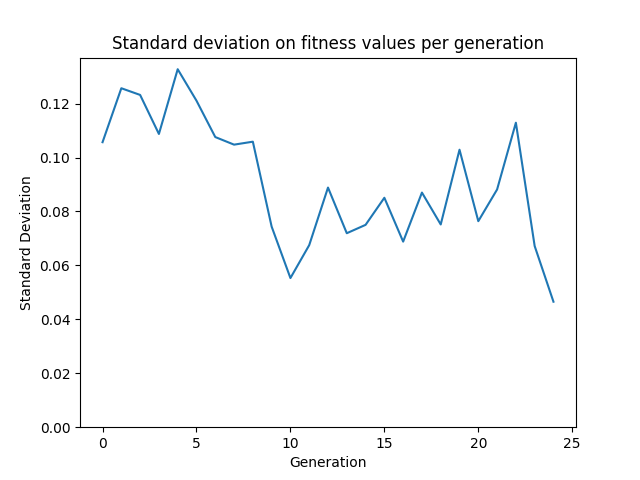 Standard deviation on fitness values per generation
0.12
0.10
0.08
0.06
0.04
0.02
0.00
Standard Deviation
0 5 10 15 20 25
Generation